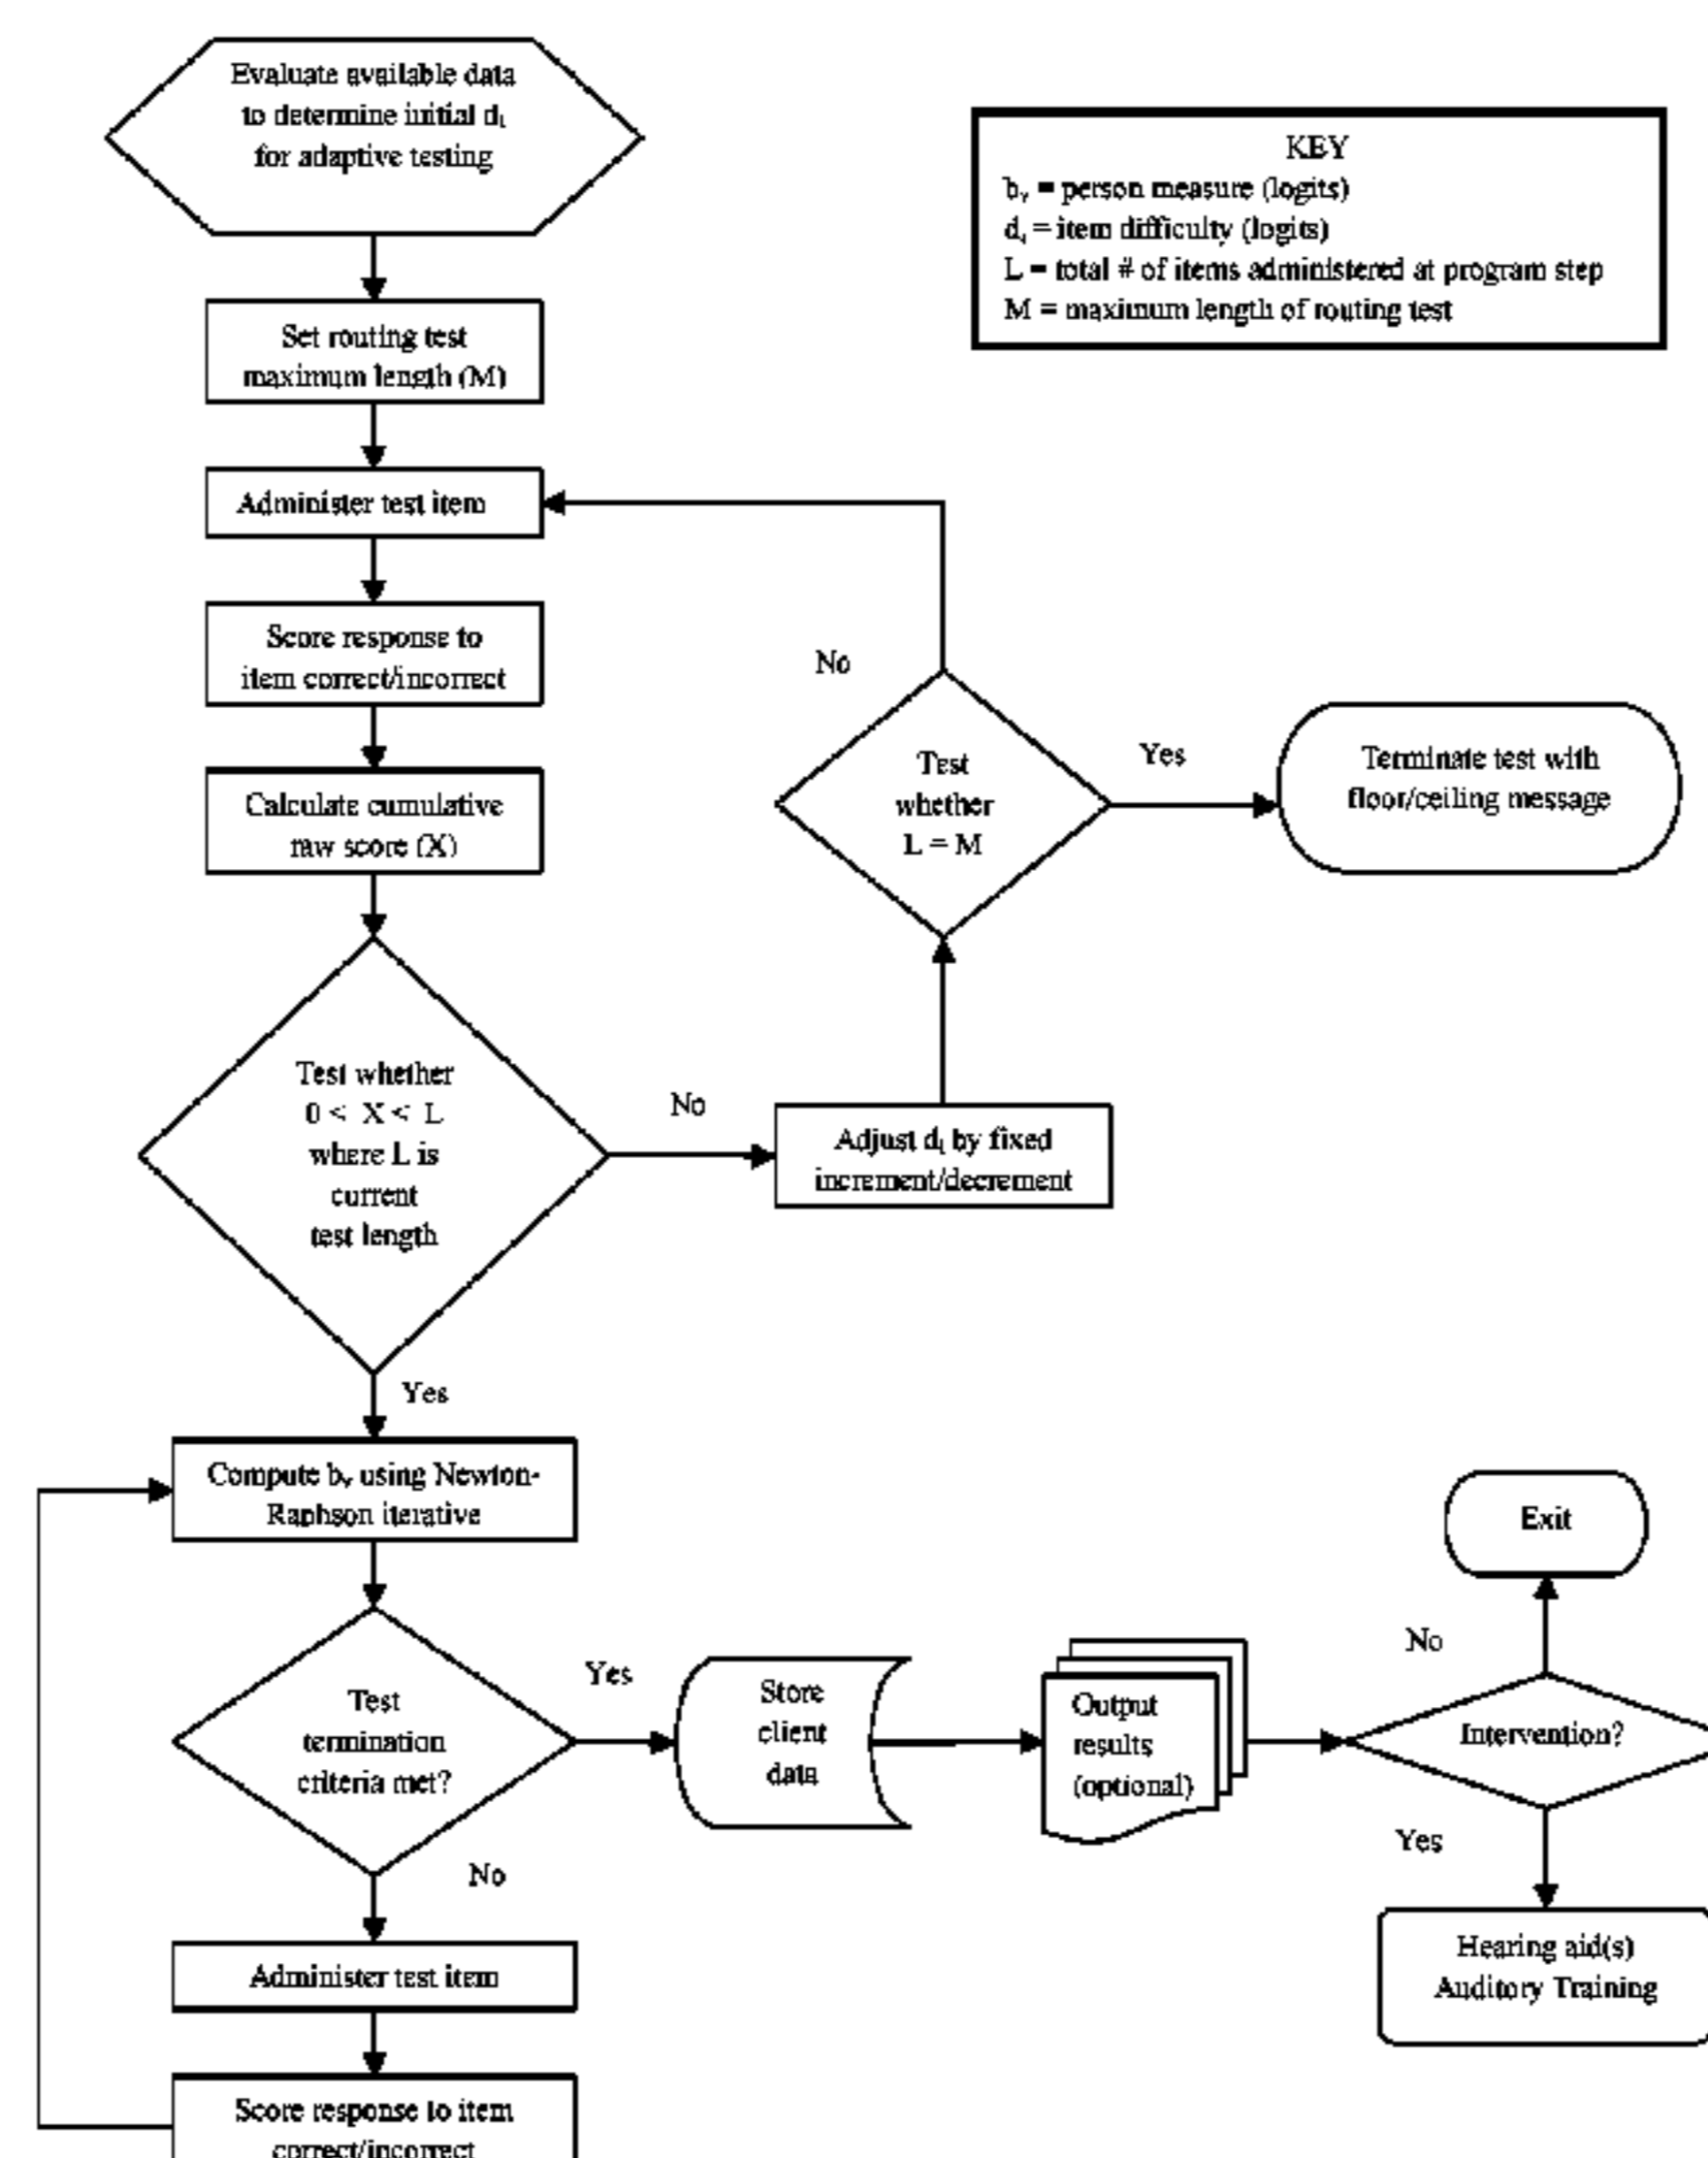 Evaluate available data
to determine initial dᵢ
for adaptive testing
KEY
bᵥ = person measure (logits)
dᵢ = item difficulty (logits)
L = total # of items administered at program step
M = maximum length of routing test
Set routing test
maximum length (M)
Administer test item
Score response to
item correct/incorrect
No
Calculate cumulative
raw score (X)
Test
whether
L = M
Yes
Terminate test with
floor/ceiling message
Test whether
0 < X < L
where L is
current
test length
No
Adjust dᵢ by fixed
increment/decrement
Yes
Compute bᵥ using Newton-
Raphson iterative
Exit
Test
termination
criteria met?
Yes
Store
client
data
Output
results
(optional)
No
Intervention?
Yes
No
Hearing aid(s)
Auditory Training
Administer test item
Score response to item
correct/incorrect